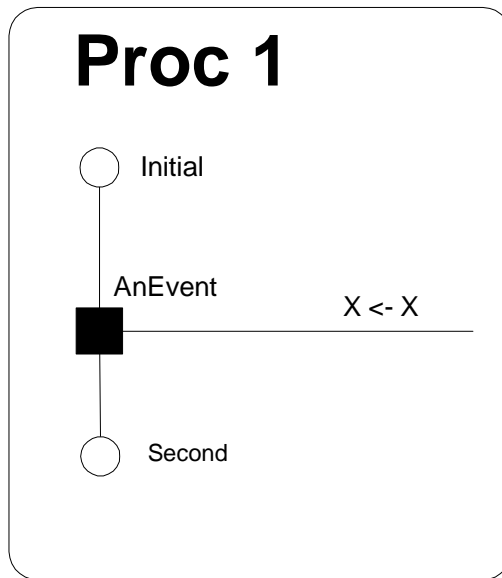 Proc 1
Initial
AnEvent
X <- X
Second